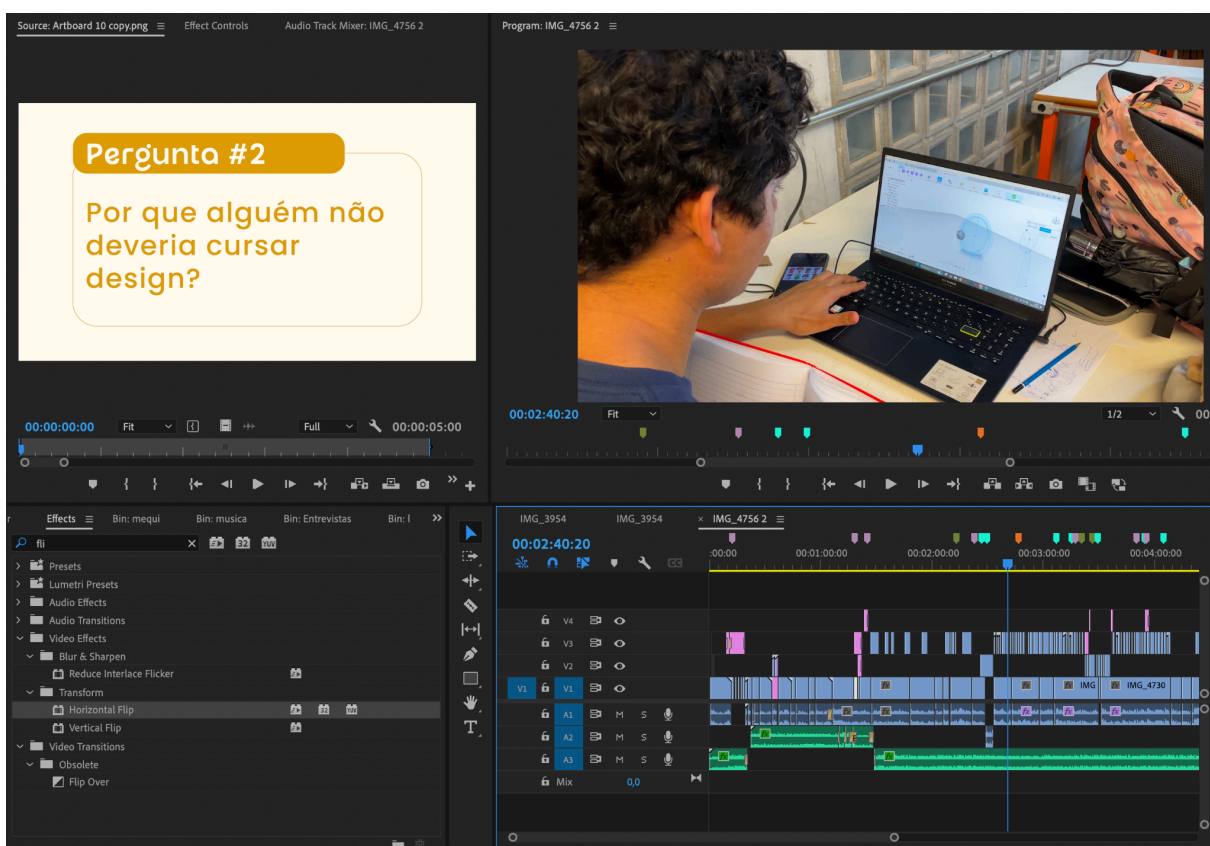 Source: Artboard 10 copy.png
Effect Controls
Audio Track Mixer: IMG_4756 2
Pergunta #2
Por que alguém não
deveria cursar
design?
00:00:00:00
Fit
Full
00:00:05:00
Program: IMG_4756 2
00:02:40:20
Fit
1/2
00
Effects
Bin: mequi
Bin: musica
Bin: Entrevistas
Bin: I
fli
32
YUV
Presets
Lumetri Presets
Audio Effects
Audio Transitions
Video Effects
Blur & Sharpen
Reduce Interlace Flicker
Transform
Horizontal Flip
Vertical Flip
Video Transitions
Obsolete
Flip Over
T
IMG_3954
IMG_3954
IMG_4756 2
00:02:40:20
:00:00
00:01:00:00
00:02:00:00
00:03:00:00
00:04:00:00
V4
V3
V2
V1
V1
IMG
IMG_4730
A1
M
S
A2
M
S
A3
M
S
Mix
0,0